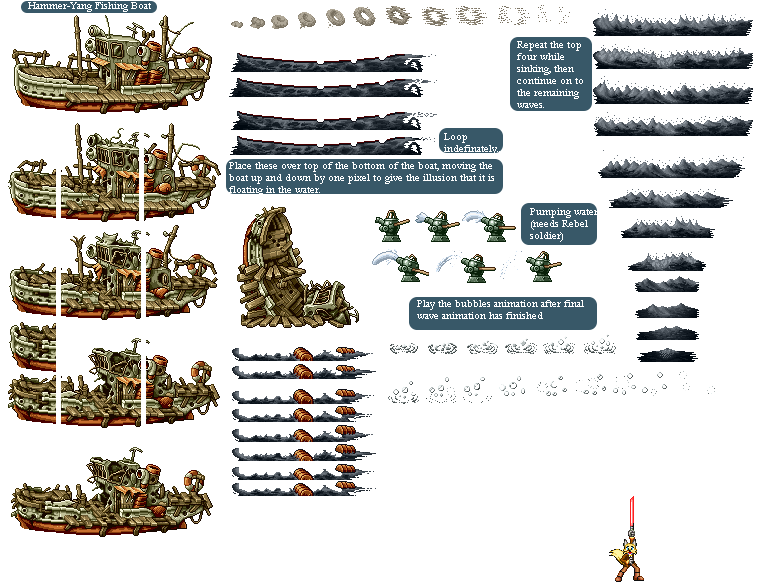 Hammer-Yang Fishing Boat
Repeat the top
four while
sinking, then
continue on to
the remaining
waves.
Loop
indefinately.
Place these over top of the bottom of the boat, moving the
boat up and down by one pixel to give the illusion that it is
floating in the water.
Pumping water
(needs Rebel
soldier)
Play the bubbles animation after final
wave animation has finished